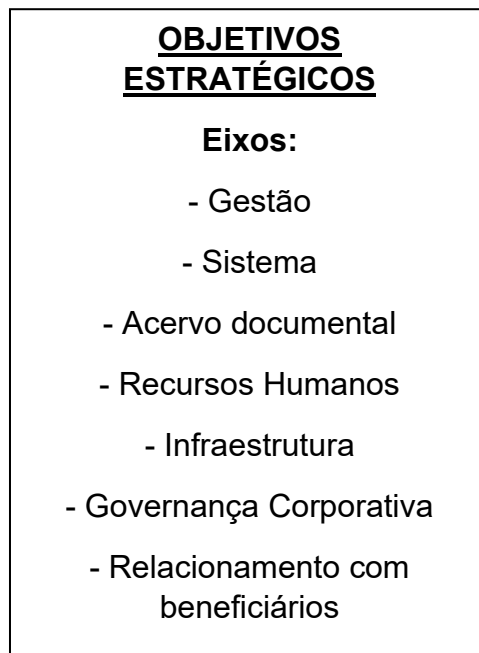 OBJETIVOS
ESTRATÉGICOS
Eixos:
- Gestão
- Sistema
- Acervo documental
- Recursos Humanos
- Infraestrutura
- Governança Corporativa
- Relacionamento com
beneficiários